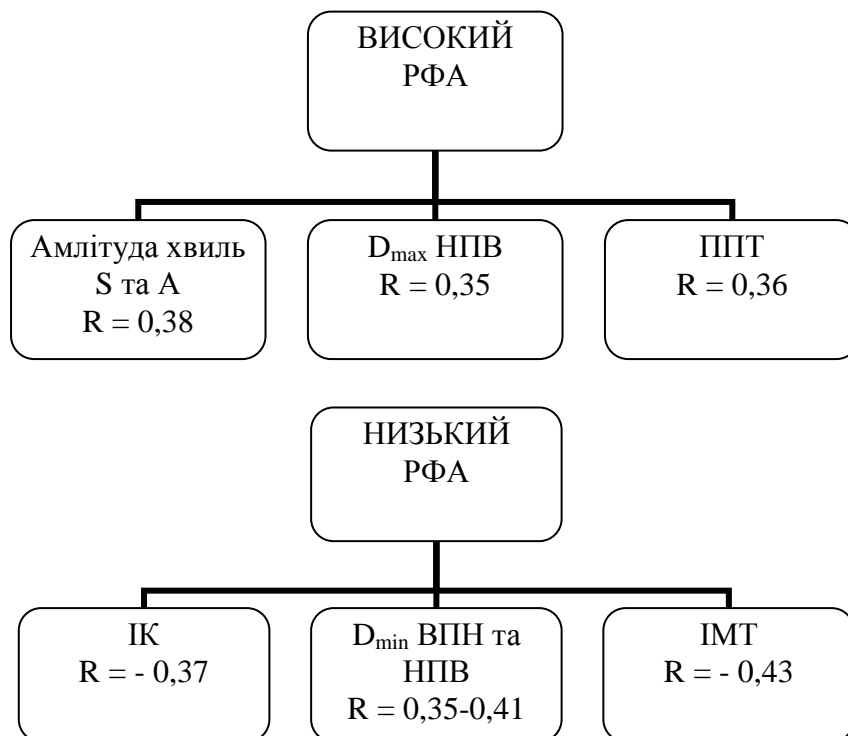 ВИСОКИЙ
РФА
Амлітуда хвиль
S та А
R = 0,38
Dmax НПВ
R = 0,35
ППТ
R = 0,36
НИЗЬКИЙ
РФА
ІК
R = - 0,37
Dmin ВПН та
НПВ
R = 0,35-0,41
ІМТ
R = - 0,43